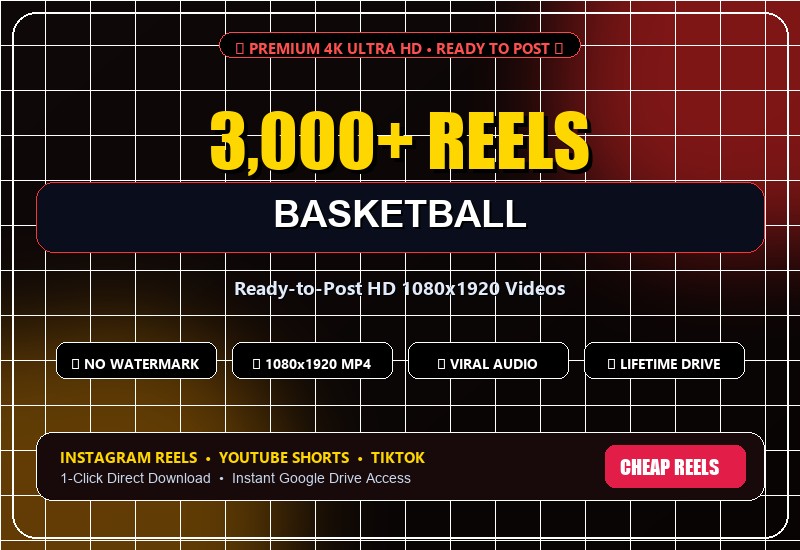 PREMIUM 4K ULTRA HD • READY TO POST
3,000+ REELS
BASKETBALL
Ready-to-Post HD 1080x1920 Videos
NO WATERMARK
1080x1920 MP4
VIRAL AUDIO
LIFETIME DRIVE
INSTAGRAM REELS • YOUTUBE SHORTS • TIKTOK
1-Click Direct Download • Instant Google Drive Access
CHEAP REELS